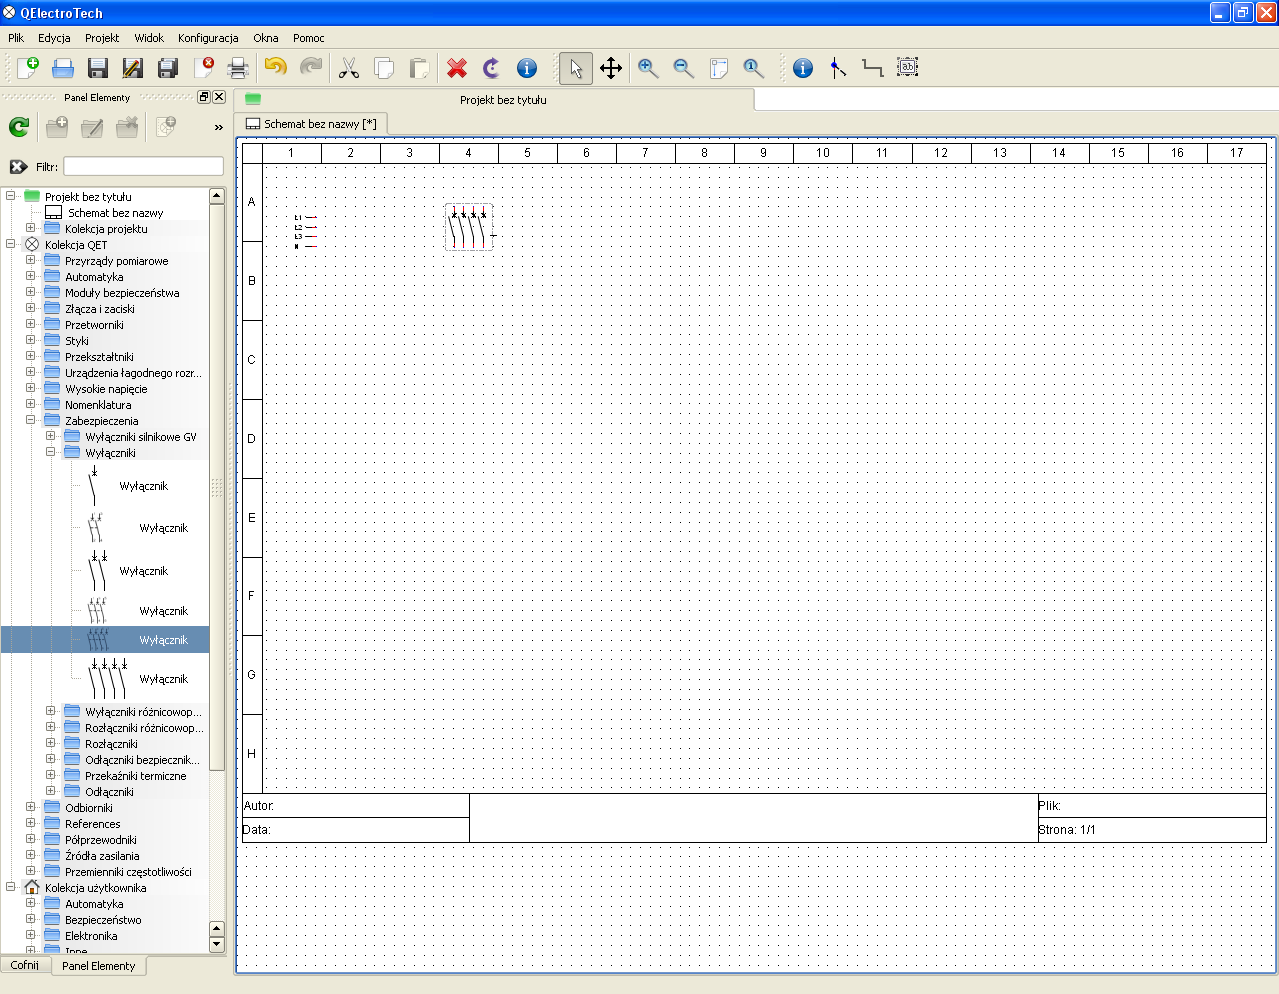 QElectroTech
Plik Edycja Projekt Widok Konfiguracja Okna Pomoc
Panel Elementy
»
Filtr:
Projekt bez tytułu
Schemat bez nazwy
Kolekcja projektu
Kolekcja QET
Przyrządy pomiarowe
Automatyka
Moduły bezpieczeństwa
Złącza i zaciski
Przetworniki
Styki
Przekształtniki
Urządzenia łagodnego rozr...
Wysokie napięcie
Nomenklatura
Zabezpieczenia
Wyłączniki silnikowe GV
Wyłączniki
Wyłącznik
Wyłącznik
Wyłącznik
Wyłącznik
Wyłącznik
Wyłącznik
Wyłączniki różnicowop...
Rozłączniki różnicowop...
Rozłączniki
Odłączniki bezpiecznik...
Przekaźniki termiczne
Odłączniki
Odbiorniki
References
Półprzewodniki
Źródła zasilania
Przemienniki częstotliwości
Kolekcja użytkownika
Automatyka
Bezpieczeństwo
Elektronika
Inne
Cofnij Panel Elementy
Projekt bez tytułu
Schemat bez nazwy [*]
1 2 3 4 5 6 7 8 9 10 11 12 13 14 15 16 17
A
L1
L2
L3
N
B
C
D
E
F
G
H
Autor:
Data:
Plik:
Strona: 1/1